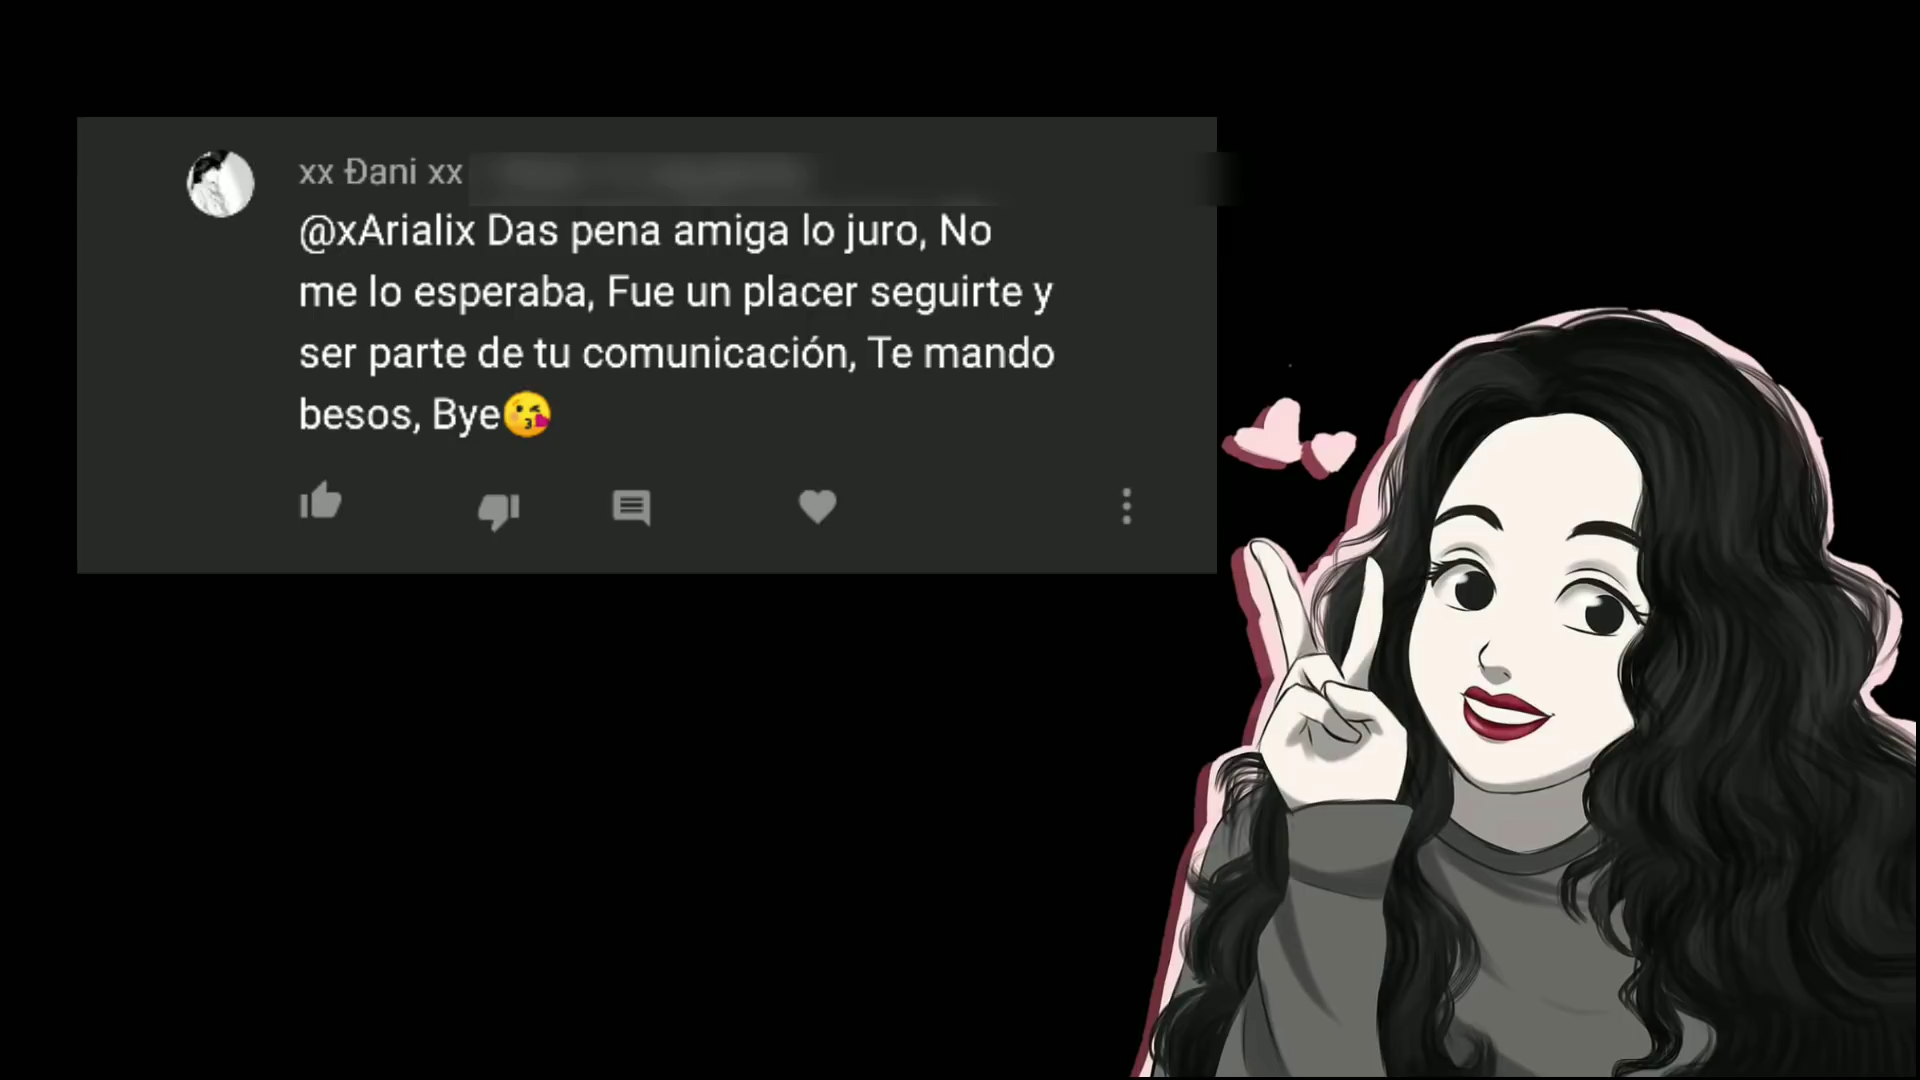 xx Đani xx
@xArialix Das pena amiga lo juro, No
me lo esperaba, Fue un placer seguirte y
ser parte de tu comunicación, Te mando
besos, Bye😘